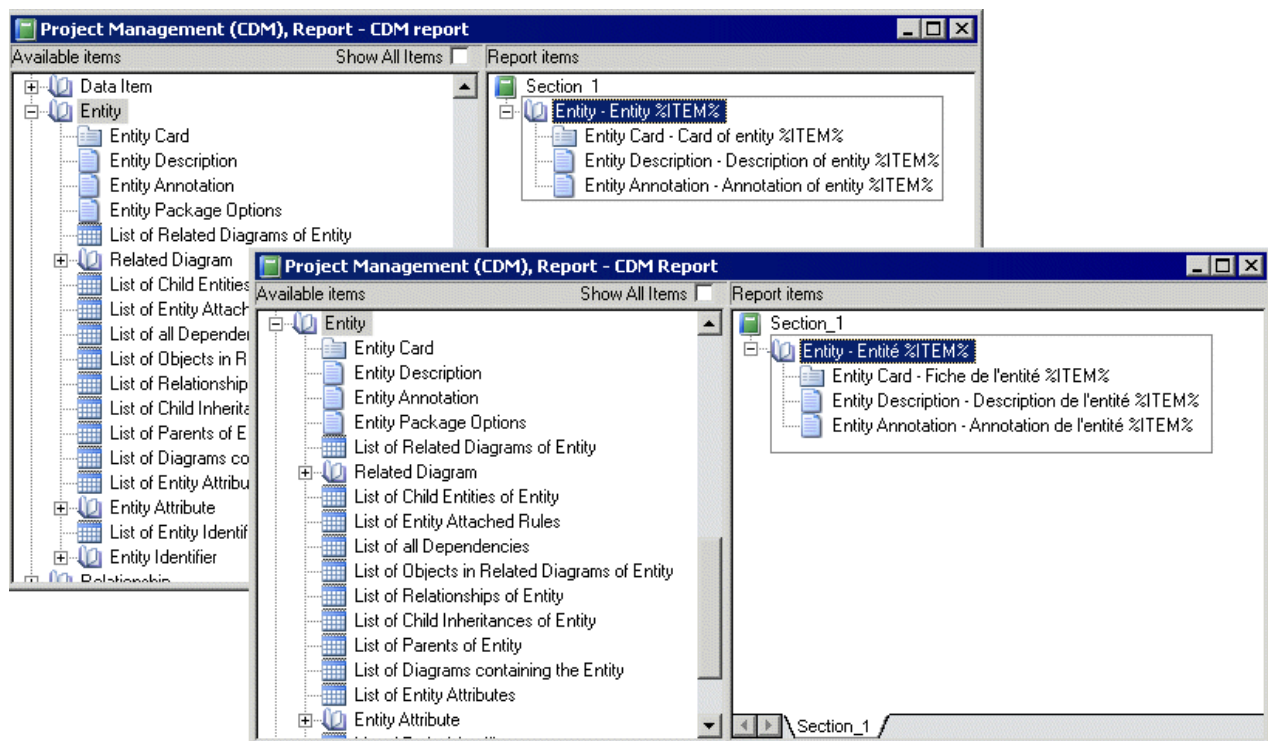 Project Management (CDM), Report - CDM report
Available items Show All Items Report items
Data Item
Entity
Entity Card
Entity Description
Entity Annotation
Entity Package Options
List of Related Diagrams of Entity
Related Diagram
List of Child Entities
List of Entity Attach
List of all Depende
List of Objects in R
List of Relationship
List of Child Inherita
List of Parents of E
List of Diagrams co
List of Entity Attribu
Entity Attribute
List of Entity Identif
Entity Identifier
Relationship
Section_1
Entity - Entity %ITEM%
Entity Card - Card of entity %ITEM%
Entity Description - Description of entity %ITEM%
Entity Annotation - Annotation of entity %ITEM%
Project Management (CDM), Report - CDM Report
Available items Show All Items Report items
Entity
Entity Card
Entity Description
Entity Annotation
Entity Package Options
List of Related Diagrams of Entity
Related Diagram
List of Child Entities of Entity
List of Entity Attached Rules
List of all Dependencies
List of Objects in Related Diagrams of Entity
List of Relationships of Entity
List of Child Inheritances of Entity
List of Parents of Entity
List of Diagrams containing the Entity
List of Entity Attributes
Entity Attribute
Section_1
Entity - Entité %ITEM%
Entity Card - Fiche de l'entité %ITEM%
Entity Description - Description de l'entité %ITEM%
Entity Annotation - Annotation de l'entité %ITEM%
Section_1